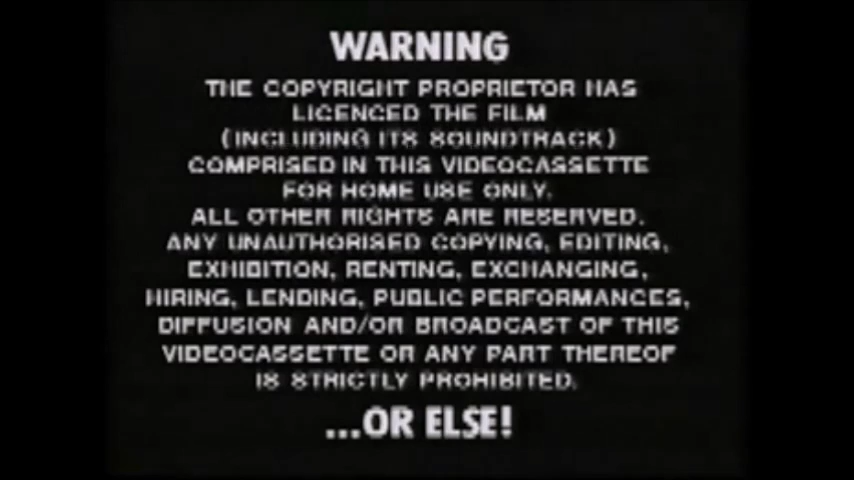 WARNING
THE COPYRIGHT PROPRIETOR HAS
LICENCED THE FILM
(INCLUDING ITS SOUNDTRACK)
COMPRISED IN THIS VIDEOCASSETTE
FOR HOME USE ONLY.
ALL OTHER RIGHTS ARE RESERVED.
ANY UNAUTHORISED COPYING, EDITING,
EXHIBITION, RENTING, EXCHANGING,
HIRING, LENDING, PUBLIC PERFORMANCES,
DIFFUSION AND/OR BROADCAST OF THIS
VIDEOCASSETTE OR ANY PART THEREOF
IS STRICTLY PROHIBITED.
...OR ELSE!